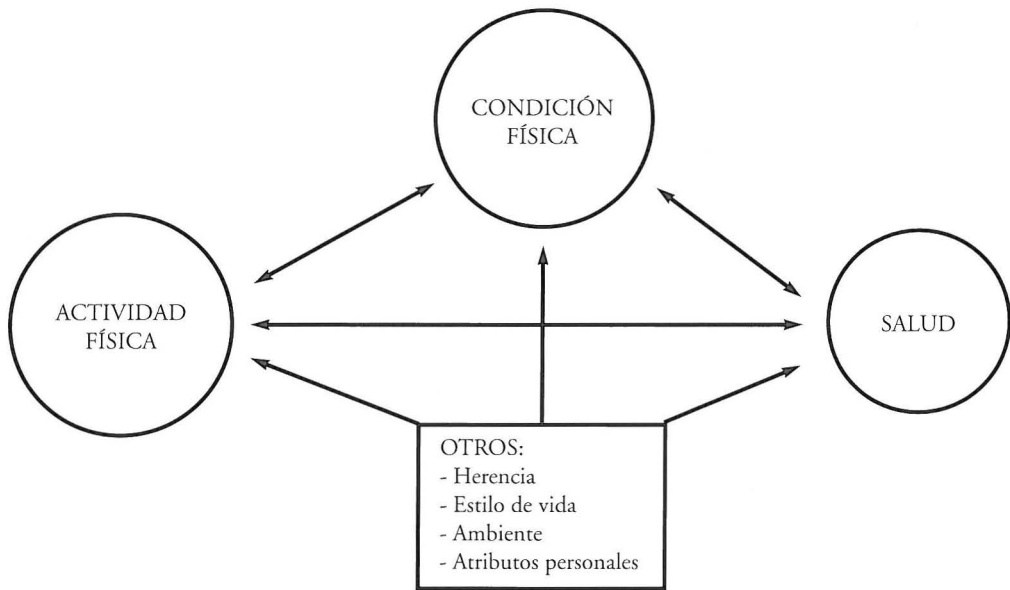 CONDICIÓN
FÍSICA
ACTIVIDAD
FÍSICA
SALUD
OTROS:
- Herencia
- Estilo de vida
- Ambiente
- Atributos personales